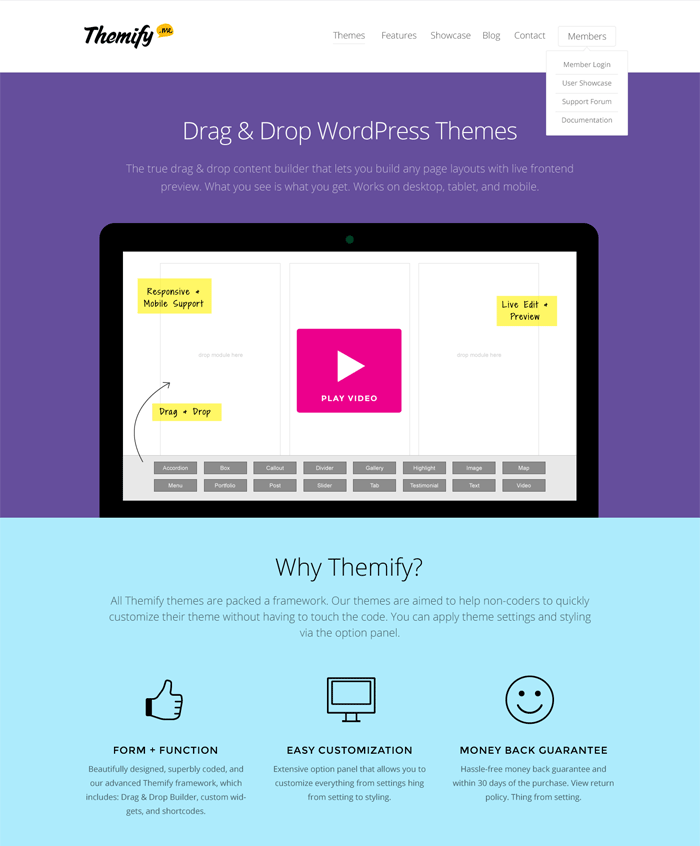 Themify .me
Themes Features Showcase Blog Contact Members
Member Login
User Showcase
Support Forum
Documentation
Drag & Drop WordPress Themes
The true drag & drop content builder that lets you build any page layouts with live frontend
preview. What you see is what you get. Works on desktop, tablet, and mobile.
Responsive &
Mobile Support
Live Edit &
Preview
drop module here
drop module here
PLAY VIDEO
Drag & Drop
Accordion Box Callout Divider Gallery Hightlight Image Map
Menu Portfolio Post Slider Tab Testimonial Text Video
Why Themify?
All Themify themes are packed a framework. Our themes are aimed to help non-coders to quickly
customize their theme without having to touch the code. You can apply theme settings and styling
via the option panel.
FORM + FUNCTION
Beautifully designed, superbly coded, and
our advanced Themify framework, which
includes: Drag & Drop Builder, custom wid-
gets, and shortcodes.
EASY CUSTOMIZATION
Extensive option panel that allows you to
customize everything from settings hing
from setting to styling.
MONEY BACK GUARANTEE
Hassle-free money back guarantee and
within 30 days of the purchase. View return
policy. Thing from setting.